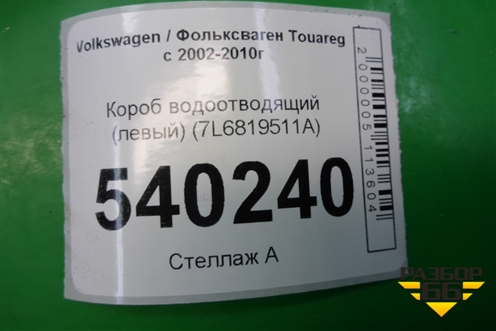 Volkswagen / Фольксваген Touareg
с 2002-2010г
Короб водоотводящий
(левый) (7L6819511A)
540240
Стеллаж А
2000005113604
РАЗБОР
66